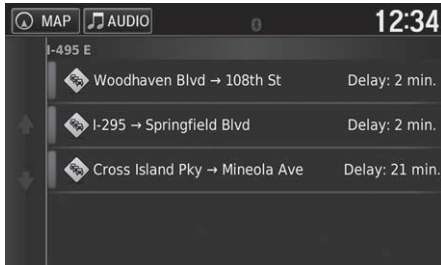 MAP AUDIO 12:34
I-495 E
Woodhaven Blvd → 108th St Delay: 2 min.
I-295 → Springfield Blvd Delay: 2 min.
Cross Island Pky → Mineola Ave Delay: 21 min.